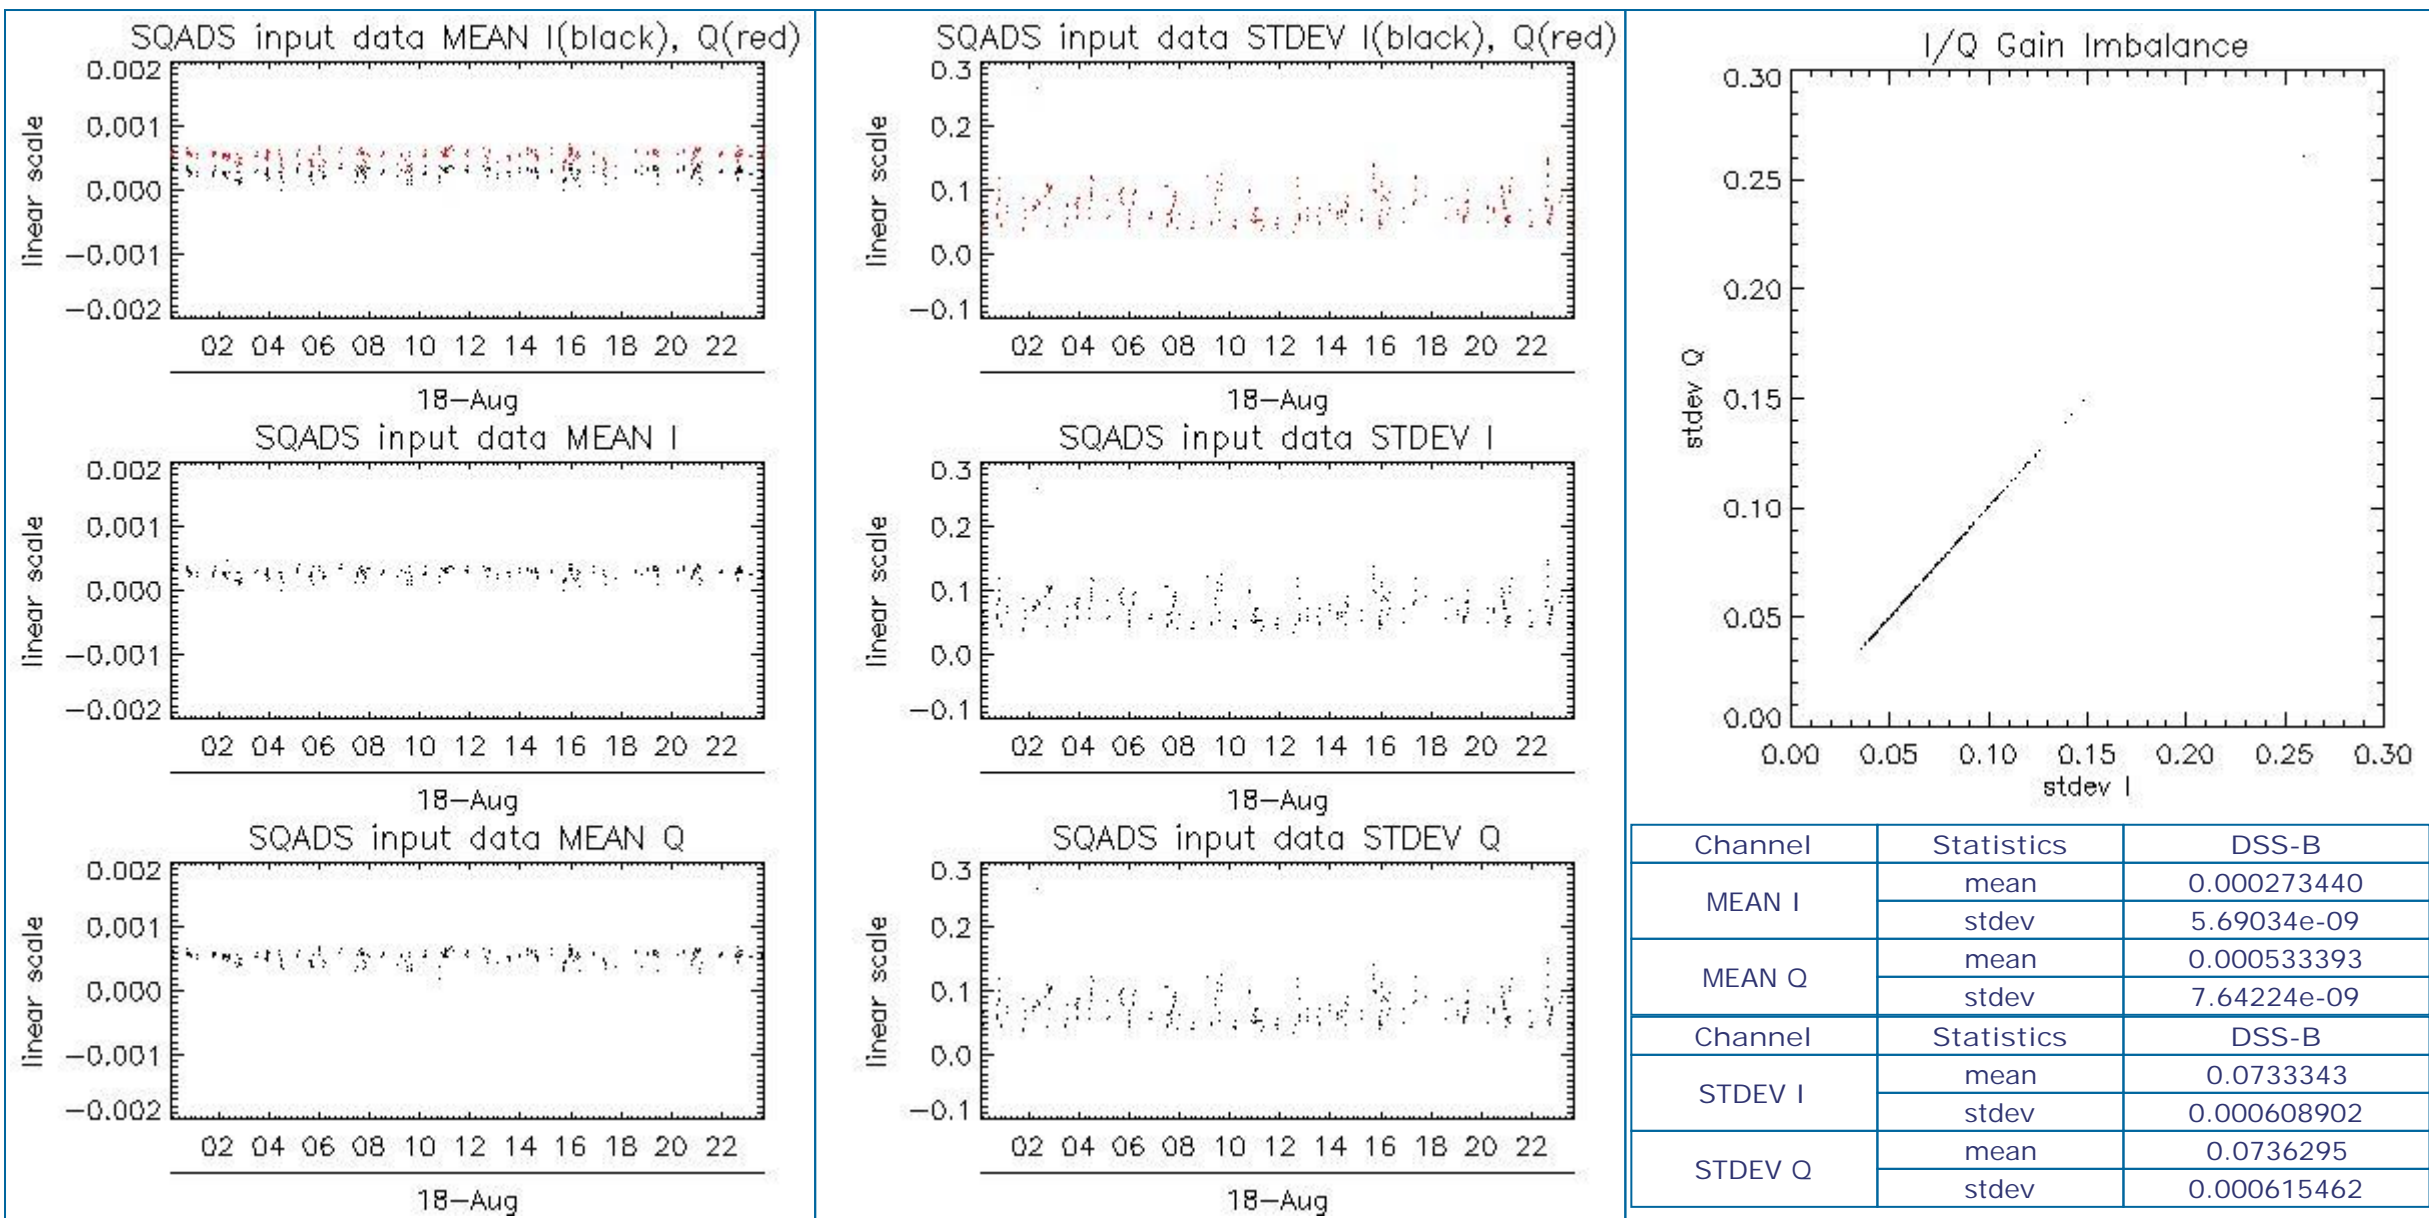 SQADS input data MEAN I(black), Q(red)
linear scale
0.002
0.001
0.000
−0.001
−0.002
02 04 06 08 10 12 14 16 18 20 22
18−Aug
SQADS input data MEAN I
linear scale
0.002
0.001
0.000
−0.001
−0.002
02 04 06 08 10 12 14 16 18 20 22
18−Aug
SQADS input data MEAN Q
linear scale
0.002
0.001
0.000
−0.001
−0.002
02 04 06 08 10 12 14 16 18 20 22
18−Aug
SQADS input data STDEV I(black), Q(red)
linear scale
0.3
0.2
0.1
0.0
−0.1
02 04 06 08 10 12 14 16 18 20 22
18−Aug
SQADS input data STDEV I
linear scale
0.3
0.2
0.1
0.0
−0.1
02 04 06 08 10 12 14 16 18 20 22
18−Aug
SQADS input data STDEV Q
linear scale
0.3
0.2
0.1
0.0
−0.1
02 04 06 08 10 12 14 16 18 20 22
18−Aug
I/Q Gain Imbalance
stdev Q
0.30
0.25
0.20
0.15
0.10
0.05
0.00
0.00 0.05 0.10 0.15 0.20 0.25 0.30
stdev I
Channel Statistics DSS-B
MEAN I mean 0.000273440
stdev 5.69034e-09
MEAN Q mean 0.000533393
stdev 7.64224e-09
Channel Statistics DSS-B
STDEV I mean 0.0733343
stdev 0.000608902
STDEV Q mean 0.0736295
stdev 0.000615462